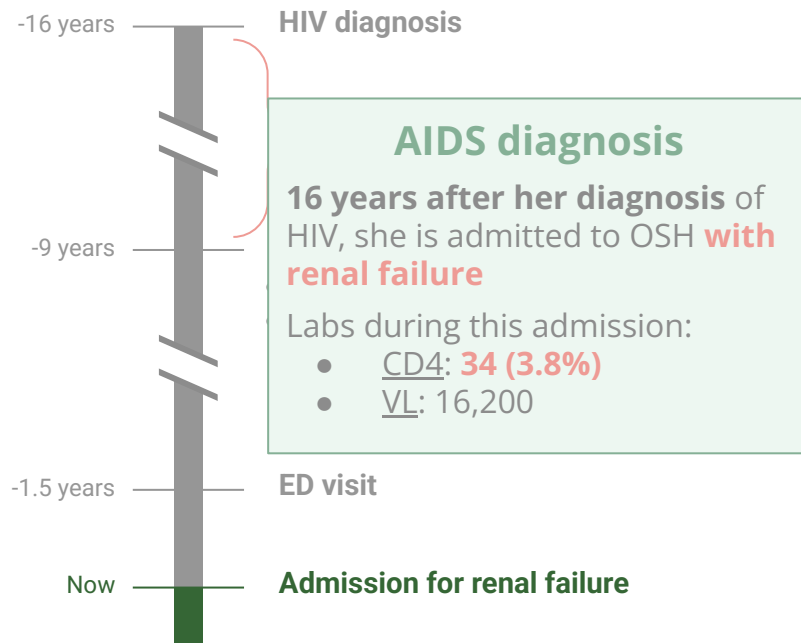 -16 years
HIV diagnosis
AIDS diagnosis
16 years after her diagnosis of
HIV, she is admitted to OSH with
renal failure
Labs during this admission:
● CD4: 34 (3.8%)
● VL: 16,200
-9 years
-1.5 years
ED visit
Now
Admission for renal failure